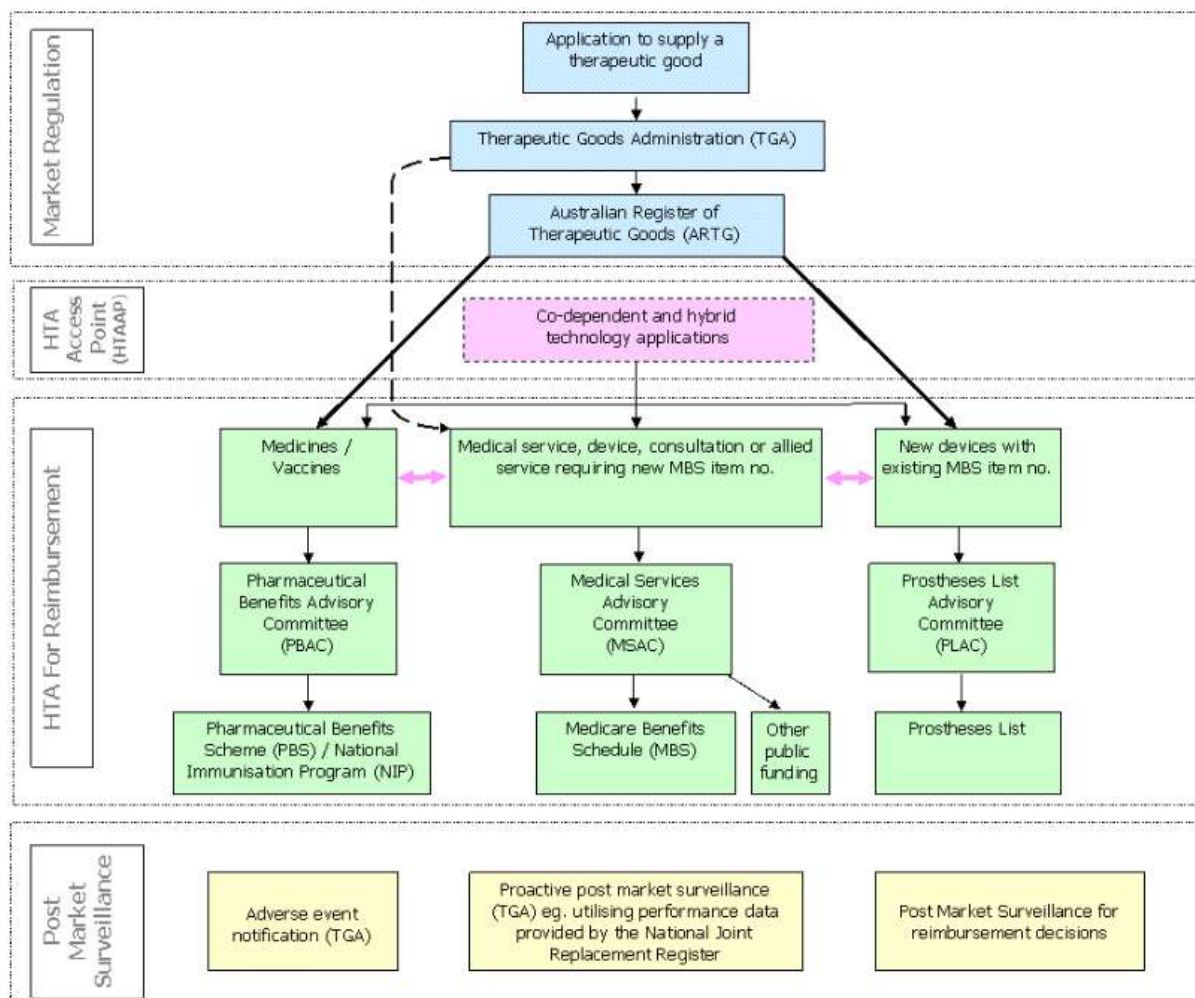 Market Regulation
Application to supply a
therapeutic good
Therapeutic Goods Administration (TGA)
Australian Register of
Therapeutic Goods (ARTG)
HTA
Access
Point
(HTAAP)
Co-dependent and hybrid
technology applications
HTA For Reimbursement
Medicines /
Vaccines
Medical service, device, consultation or allied
service requiring new MBS item no.
New devices with
existing MBS item no.
Pharmaceutical
Benefits Advisory
Committee
(PBAC)
Medical Services
Advisory
Committee
(MSAC)
Prostheses List
Advisory
Committee
(PLAC)
Pharmaceutical Benefits
Scheme (PBS) / National
Immunisation Program (NIP)
Medicare Benefits
Schedule (MBS)
Other
public
funding
Prostheses List
Post
Market
Surveillance
Adverse event
notification (TGA)
Proactive post market surveillance
(TGA) eg. utilising performance data
provided by the National Joint
Replacement Register
Post Market Surveillance for
reimbursement decisions